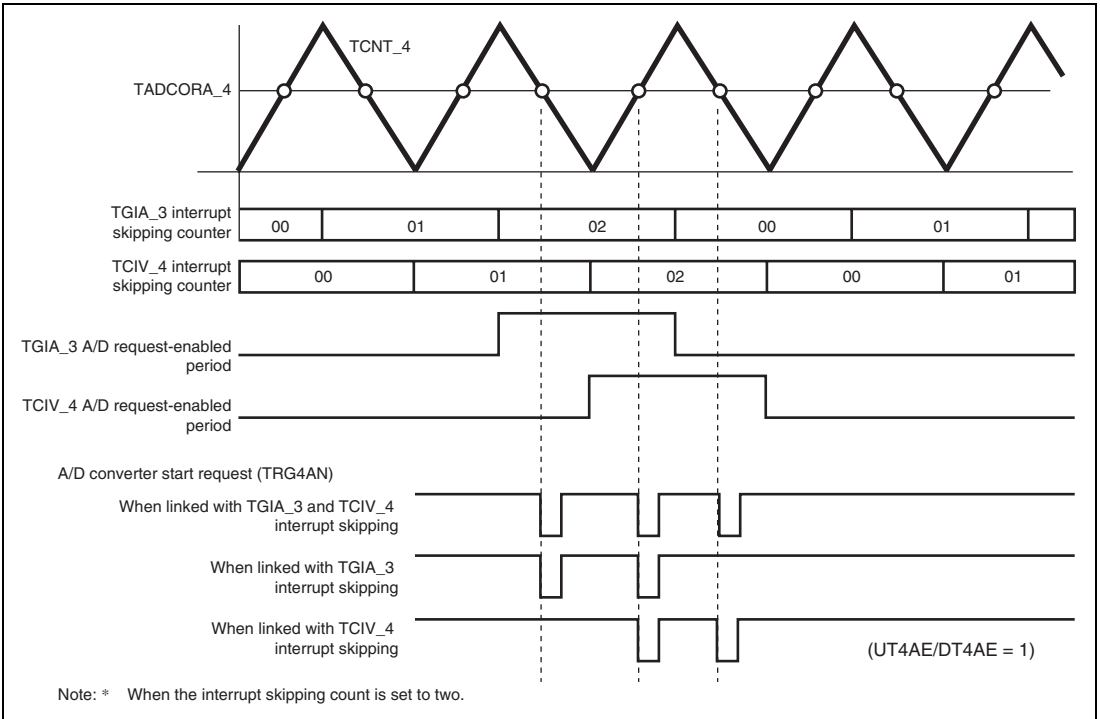 TCNT_4
TADCORA_4
TGIA_3 interrupt
skipping counter
00 01 02 00 01
TCIV_4 interrupt
skipping counter
00 01 02 00 01
TGIA_3 A/D request-enabled
period
TCIV_4 A/D request-enabled
period
A/D converter start request (TRG4AN)
When linked with TGIA_3 and TCIV_4
interrupt skipping
When linked with TGIA_3
interrupt skipping
When linked with TCIV_4
interrupt skipping
(UT4AE/DT4AE = 1)
Note: * When the interrupt skipping count is set to two.